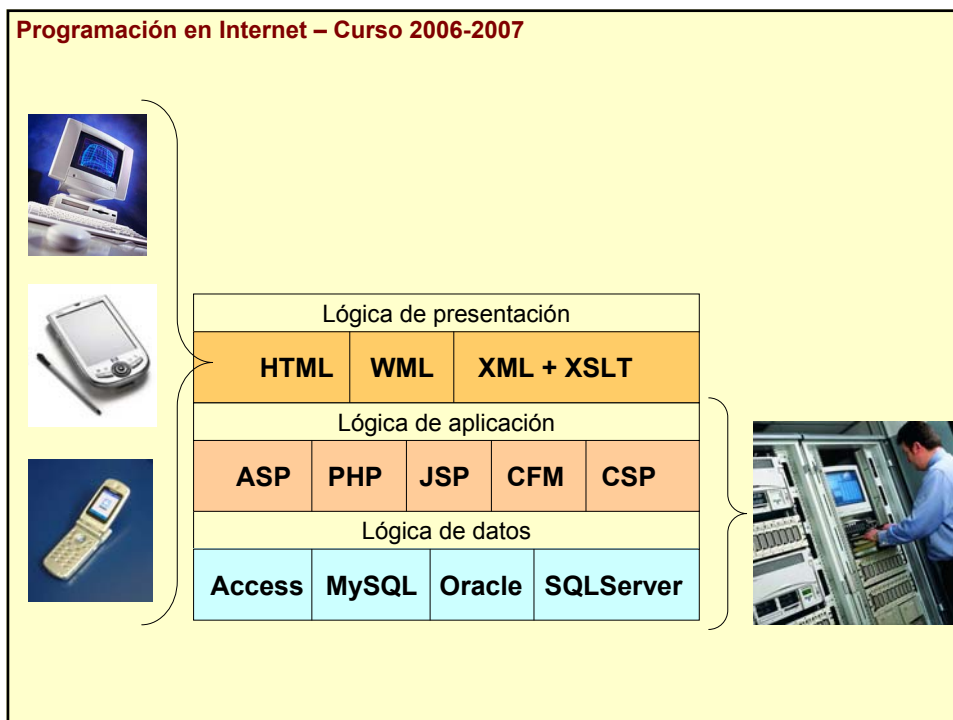 Programación en Internet – Curso 2006-2007
Lógica de presentación
HTML WML XML + XSLT
Lógica de aplicación
ASP PHP JSP CFM CSP
Lógica de datos
Access MySQL Oracle SQLServer